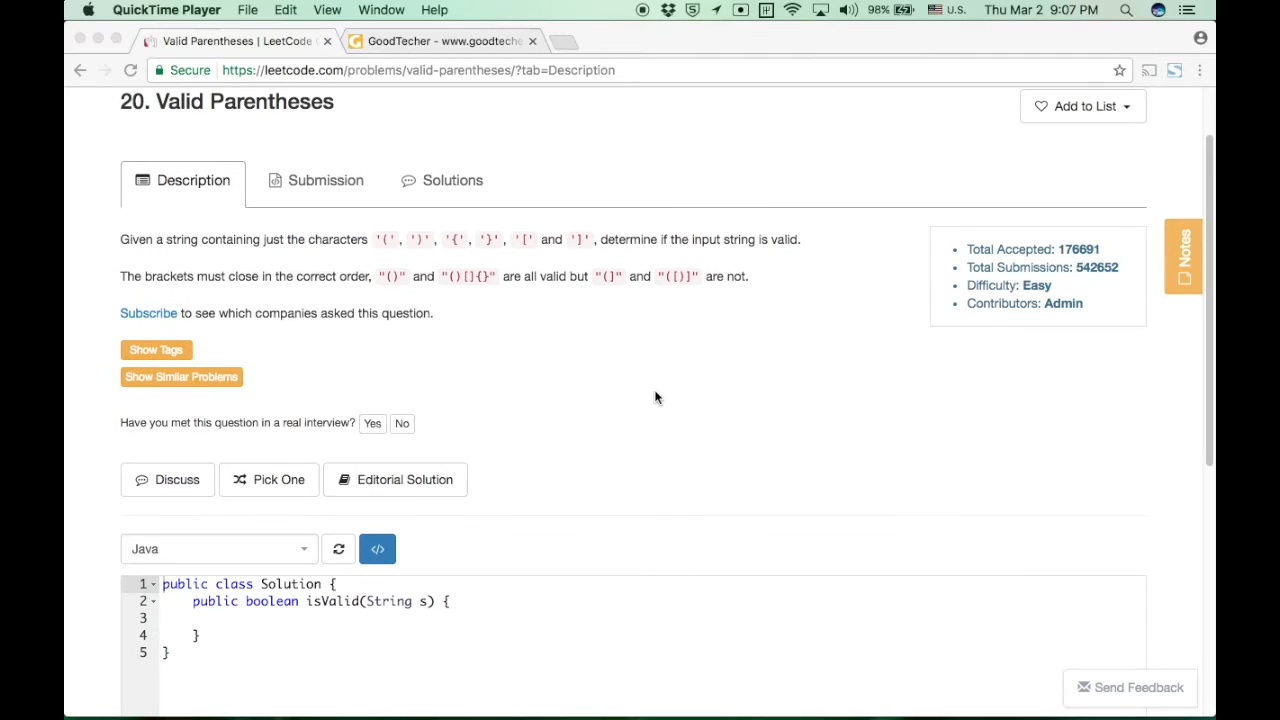 QuickTime Player File Edit View Window Help 98% U.S. Thu Mar 2 9:07 PM
Valid Parentheses | LeetCode GoodTecher - www.goodteche
Secure https://leetcode.com/problems/valid-parentheses/?tab=Description
20. Valid Parentheses
Add to List
Description Submission Solutions
Given a string containing just the characters '(', ')', '{', '}', '[' and ']', determine if the input string is valid.
The brackets must close in the correct order, "()" and "()[]{}" are all valid but "(]" and "([)]" are not.
Subscribe to see which companies asked this question.
Total Accepted: 176691
Total Submissions: 542652
Difficulty: Easy
Contributors: Admin
Notes
Show Tags
Show Similar Problems
Have you met this question in a real interview? Yes No
Discuss Pick One Editorial Solution
Java </>
1 public class Solution {
2 public boolean isValid(String s) {
3
4 }
5 }
Send Feedback